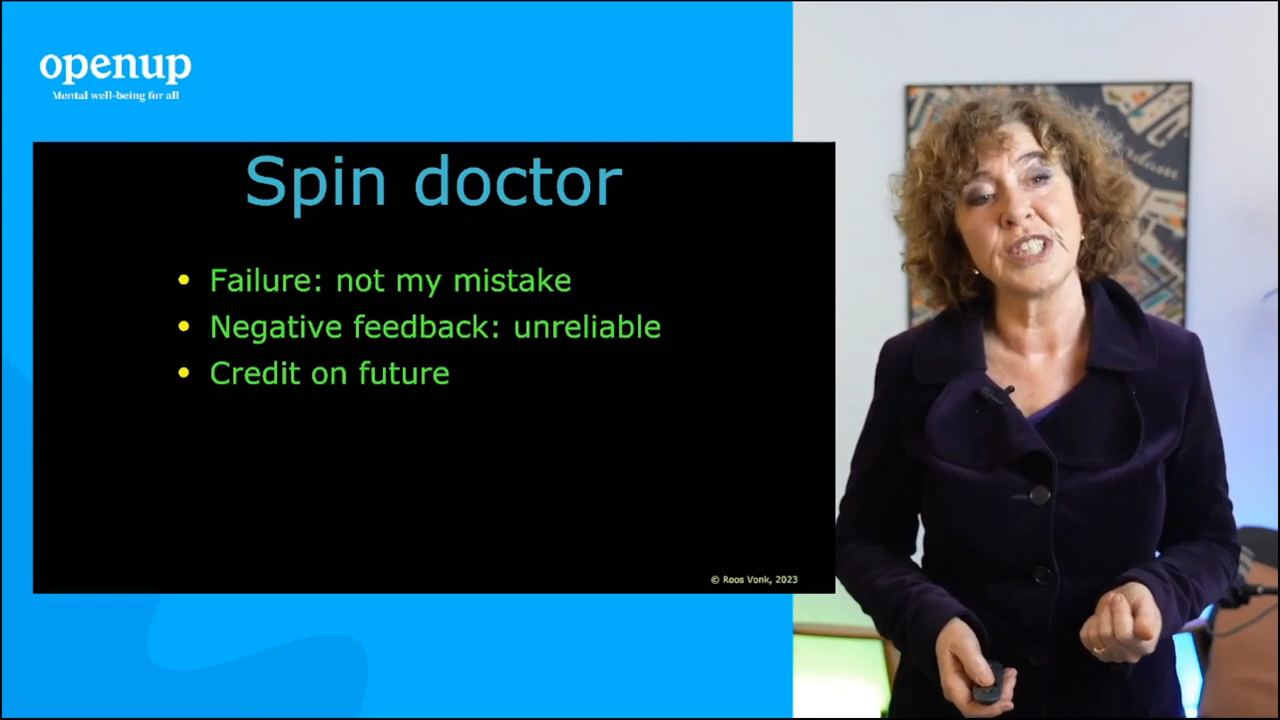 openup
Mental well-being for all
Spin doctor
• Failure: not my mistake
• Negative feedback: unreliable
• Credit on future
© Roos Vonk, 2023